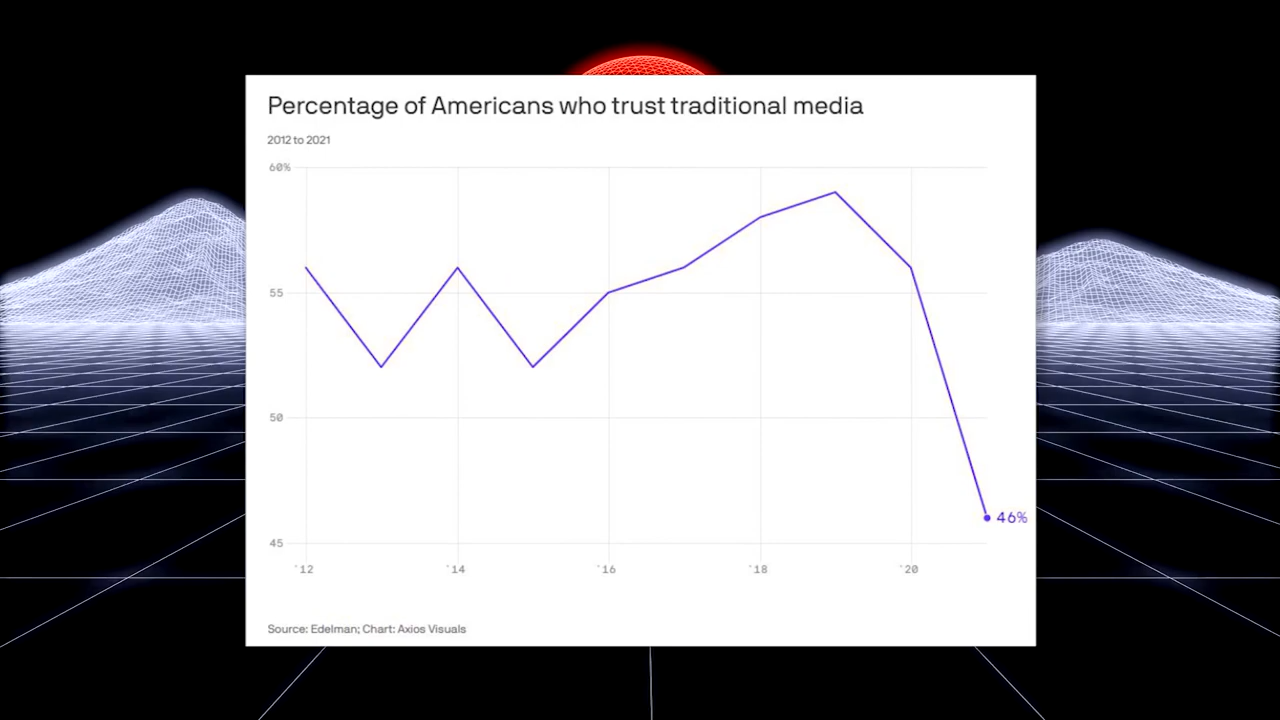 Percentage of Americans who trust traditional media
2012 to 2021
60%
55
50
46%
45
'12 '14 '16 '18 '20
Source: Edelman; Chart: Axios Visuals